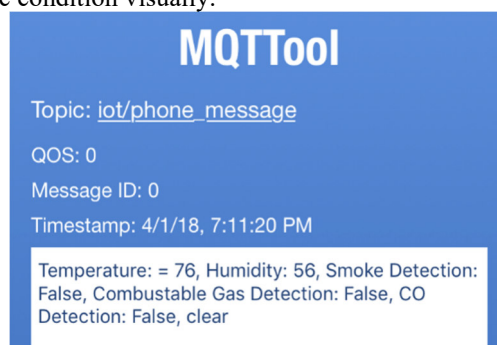 c condition visually.
MQTTool
Topic: iot/phone_message
QOS: 0
Message ID: 0
Timestamp: 4/1/18, 7:11:20 PM
Temperature: = 76, Humidity: 56, Smoke Detection:
False, Combustable Gas Detection: False, CO
Detection: False, clear